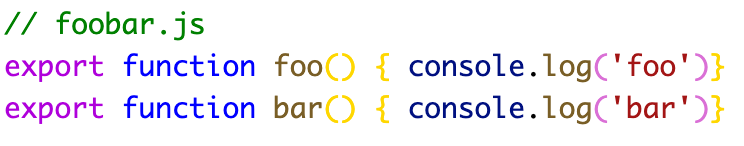 // foobar.js
export function foo() { console.log('foo')}
export function bar() { console.log('bar')}